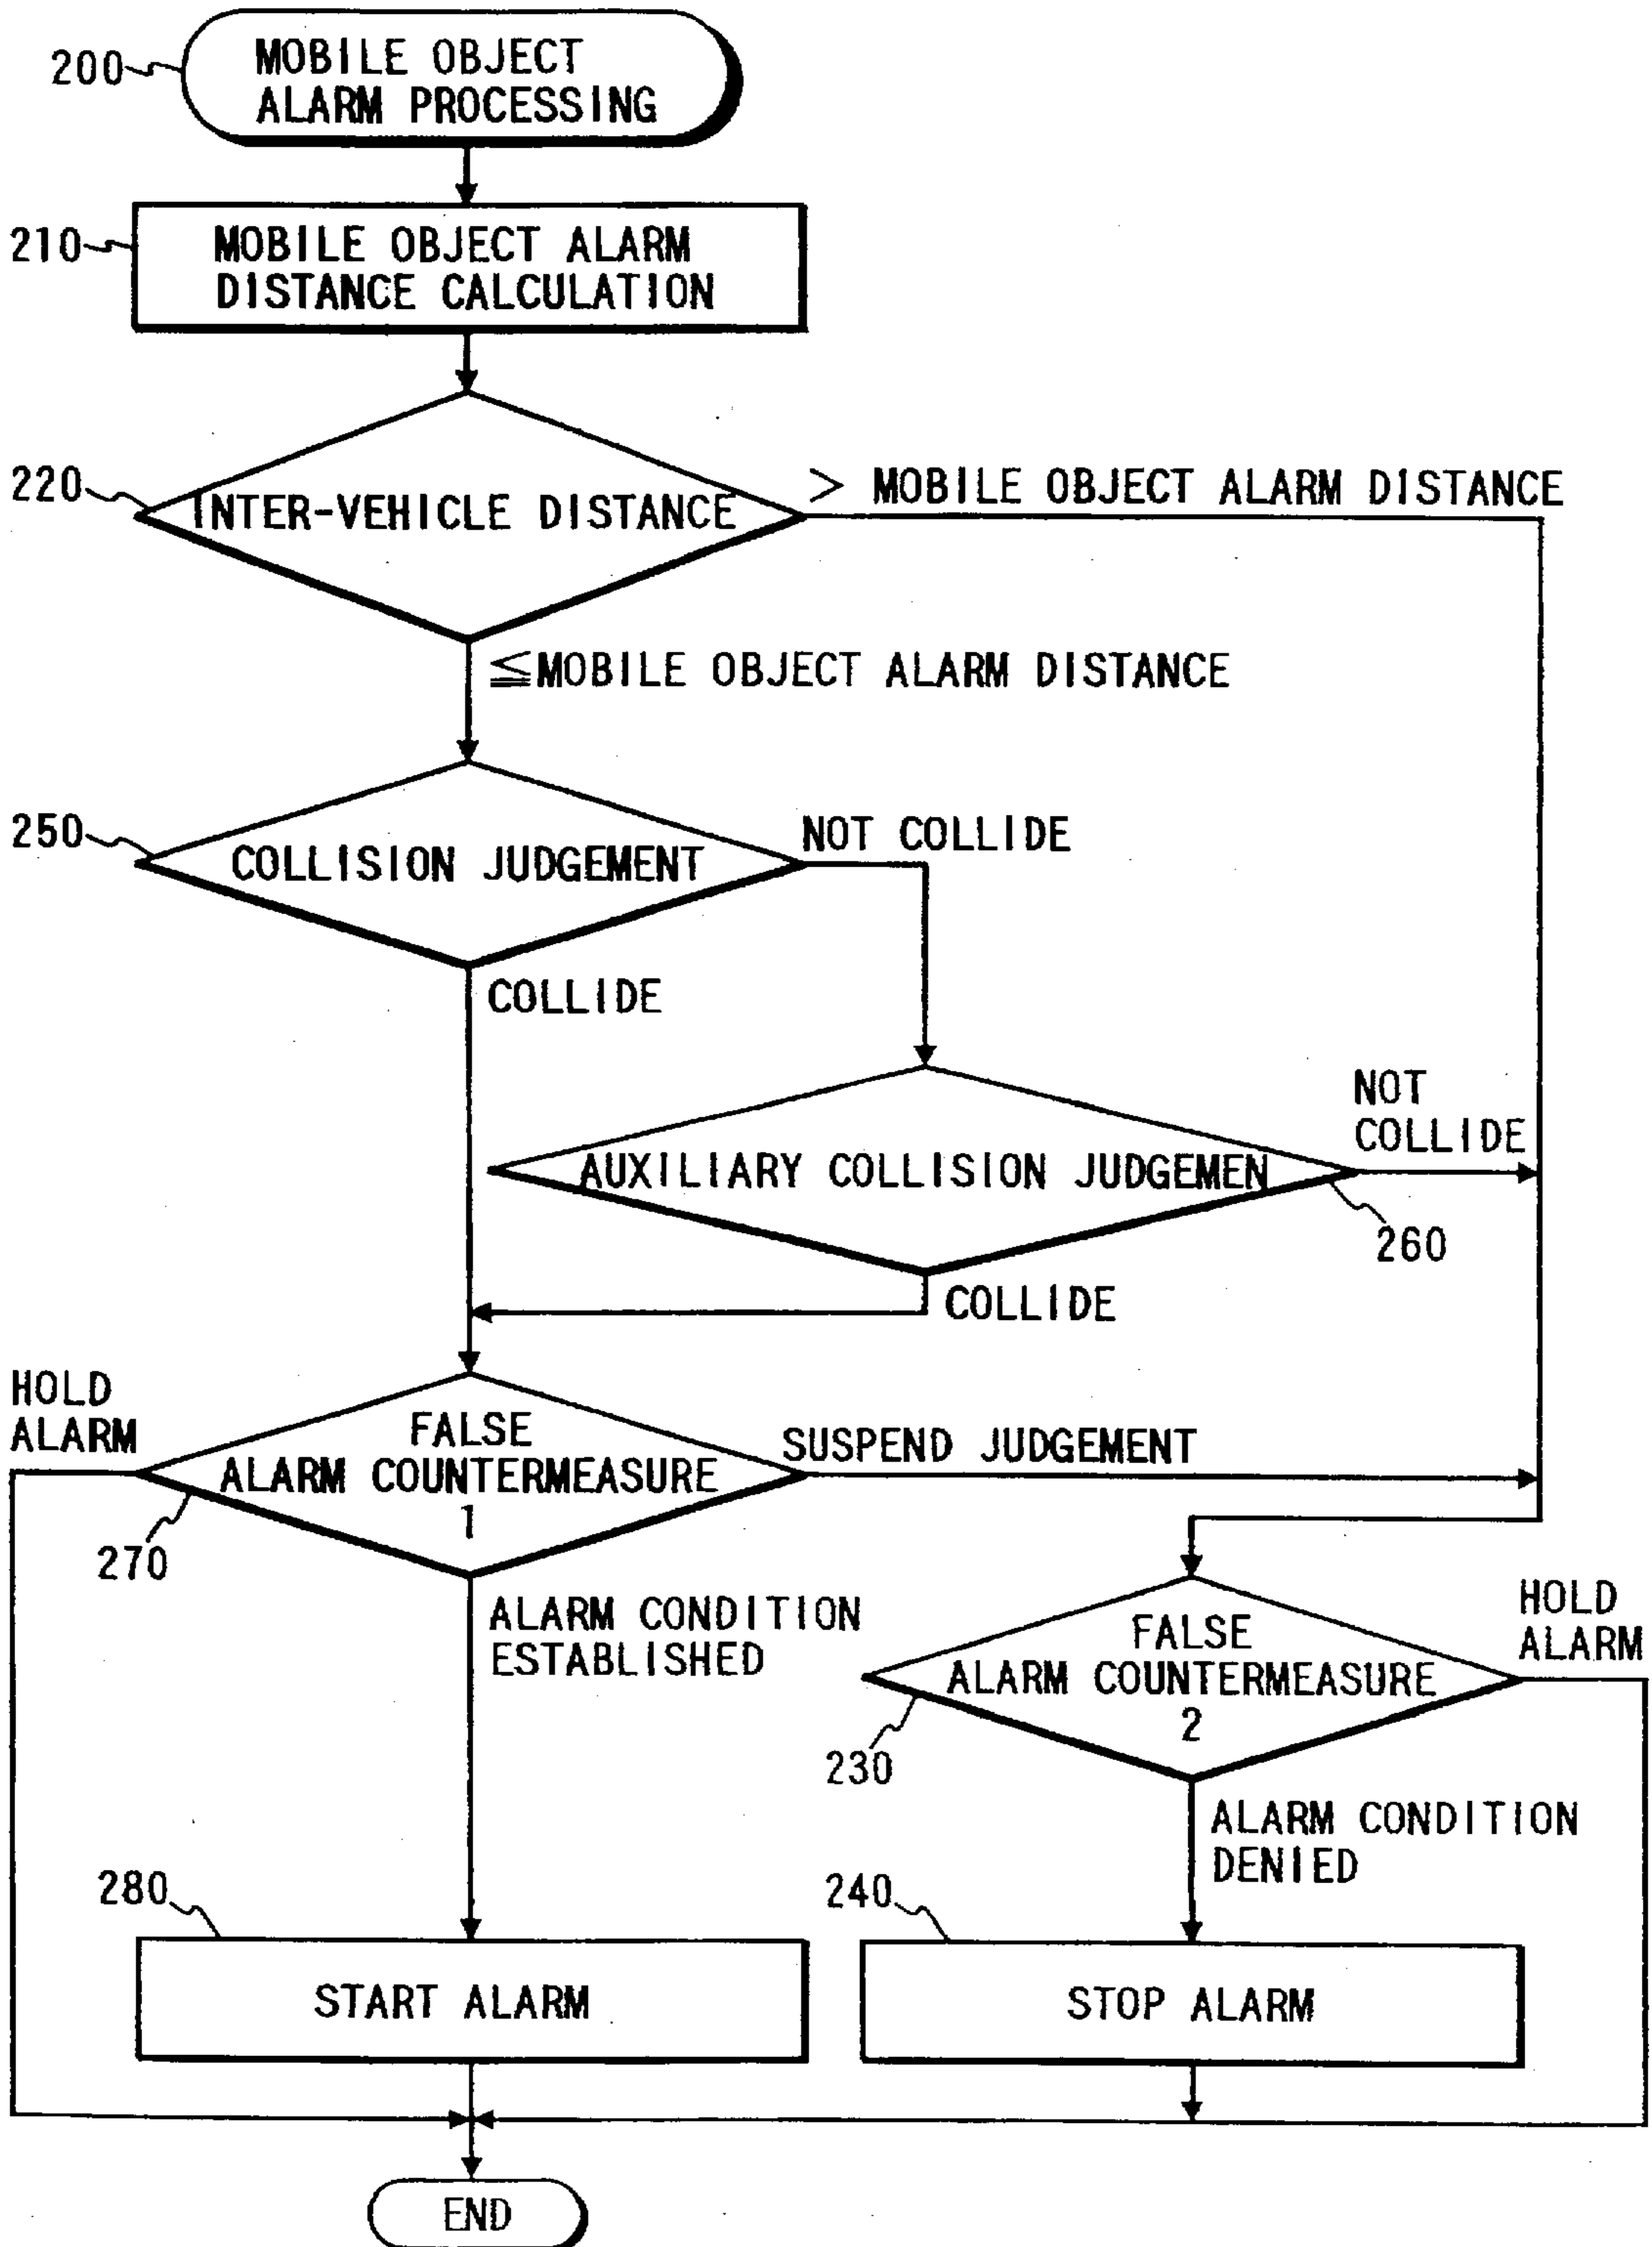 200
MOBILE OBJECT
ALARM PROCESSING
210
MOBILE OBJECT ALARM
DISTANCE CALCULATION
220
INTER-VEHICLE DISTANCE
> MOBILE OBJECT ALARM DISTANCE
≦MOBILE OBJECT ALARM DISTANCE
250
COLLISION JUDGEMENT
NOT COLLIDE
COLLIDE
AUXILIARY COLLISION JUDGEMEN
NOT
COLLIDE
260
COLLIDE
HOLD
ALARM
FALSE
ALARM COUNTERMEASURE
1
SUSPEND JUDGEMENT
270
ALARM CONDITION
ESTABLISHED
FALSE
ALARM COUNTERMEASURE
2
HOLD
ALARM
230
ALARM CONDITION
DENIED
280
START ALARM
240
STOP ALARM
END